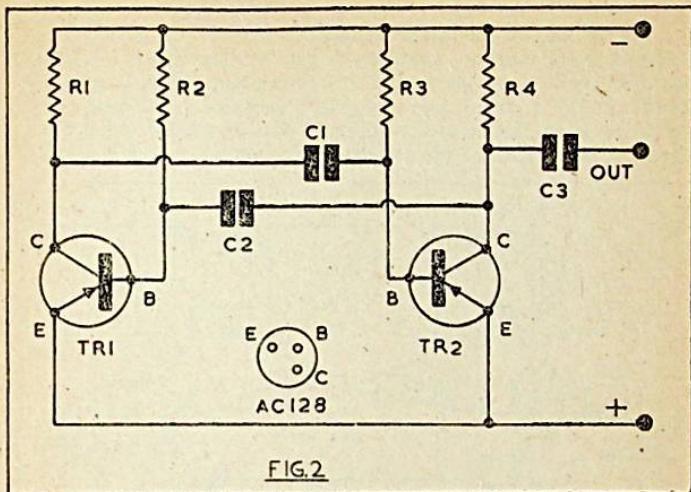 −
R1 R2 R3 R4
C1
C3 OUT
C2
C C
B B
E E
TR1 TR2
E B
C
AC128
+
FIG.2